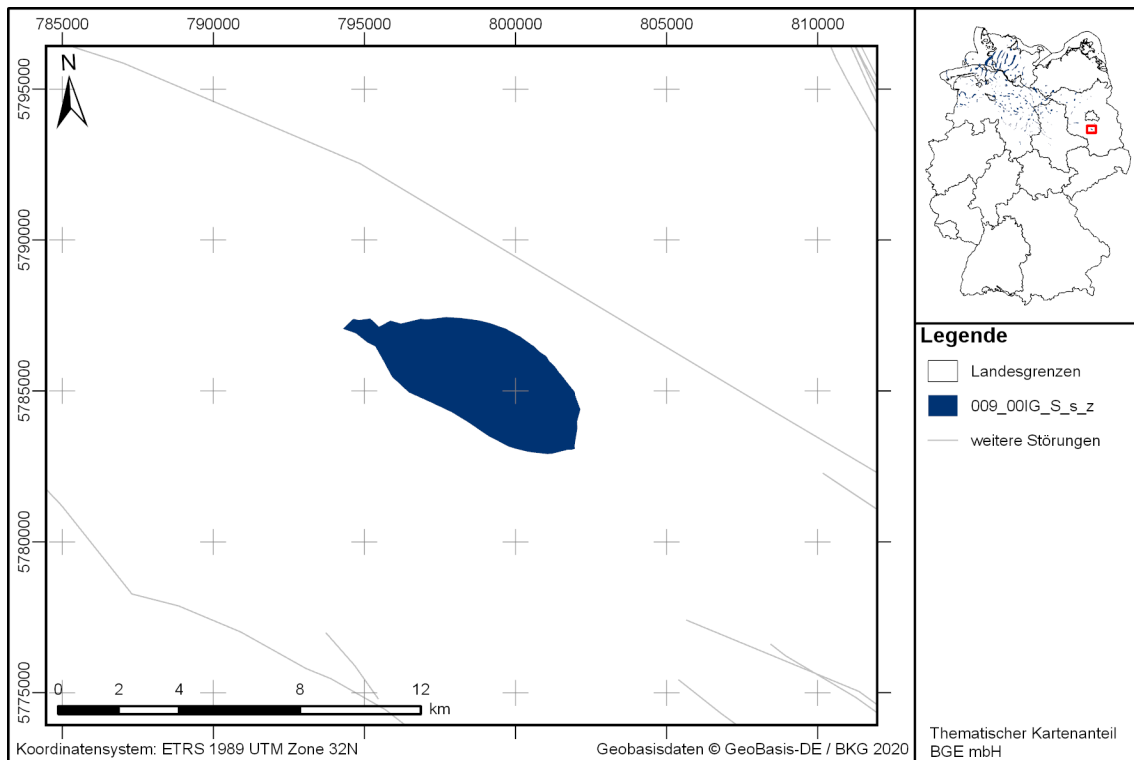 785000 790000 795000 800000 805000 810000
5795000
5790000
5785000
5780000
5775000
N
0 2 4 8 12
km
Koordinatensystem: ETRS 1989 UTM Zone 32N
Geobasisdaten © GeoBasis-DE / BKG 2020
Legende
Landesgrenzen
009_00IG_S_s_z
weitere Störungen
Thematischer Kartenanteil
BGE mbH